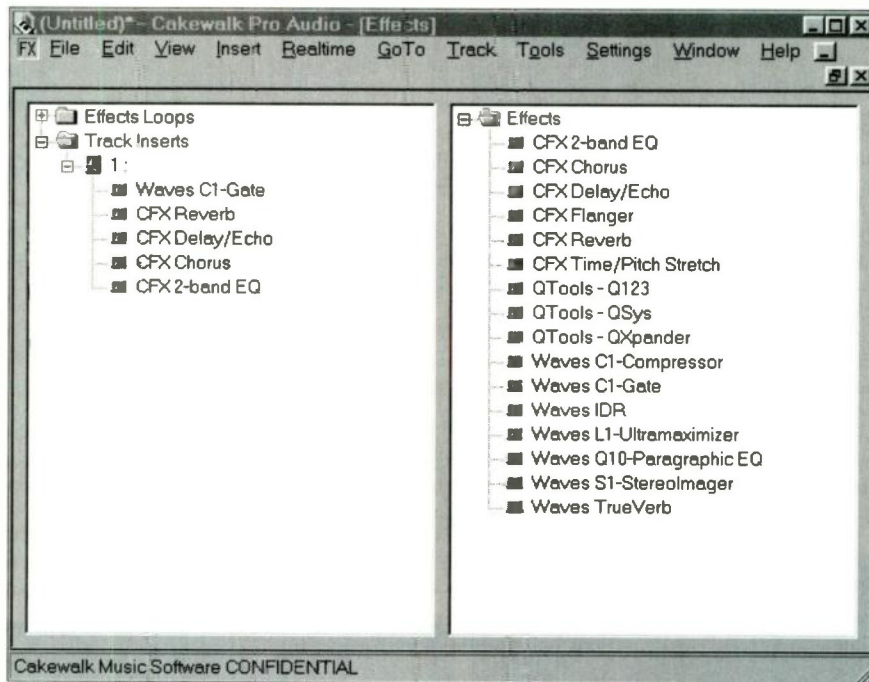 (Untitled)* - Cakewalk Pro Audio - [Effects]
FX File Edit View Insert Realtime GoTo Track Tools Settings Window Help
Effects Loops
Track Inserts
1 :
Waves C1-Gate
CFX Reverb
CFX Delay/Echo
CFX Chorus
CFX 2-band EQ
Effects
CFX 2-band EQ
CFX Chorus
CFX Delay/Echo
CFX Flanger
CFX Reverb
CFX Time/Pitch Stretch
QTools - Q123
QTools - QSys
QTools - QXpander
Waves C1-Compressor
Waves C1-Gate
Waves IDR
Waves L1-Ultramaximizer
Waves Q10-Paragraphic EQ
Waves S1-StereoImager
Waves TrueVerb
Cakewalk Music Software CONFIDENTIAL